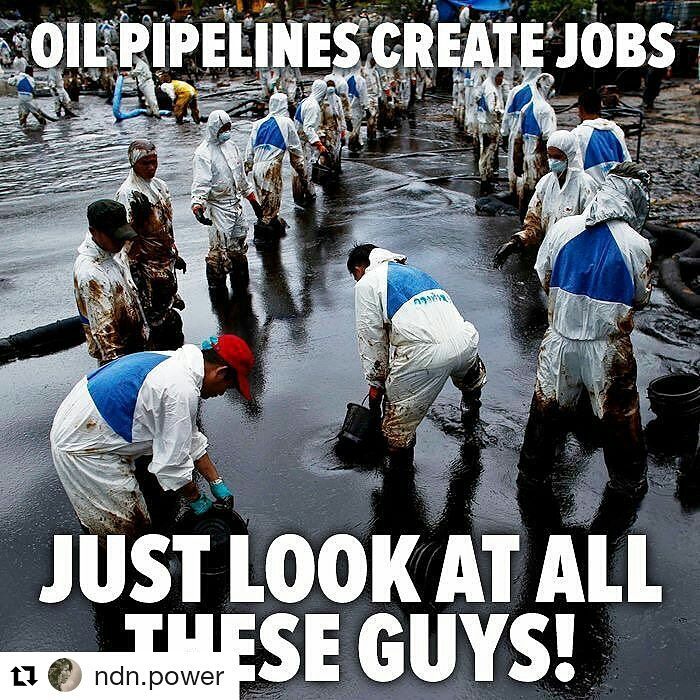 OIL PIPELINES CREATE JOBS
JUST LOOK AT ALL
THESE GUYS!
ndn.power